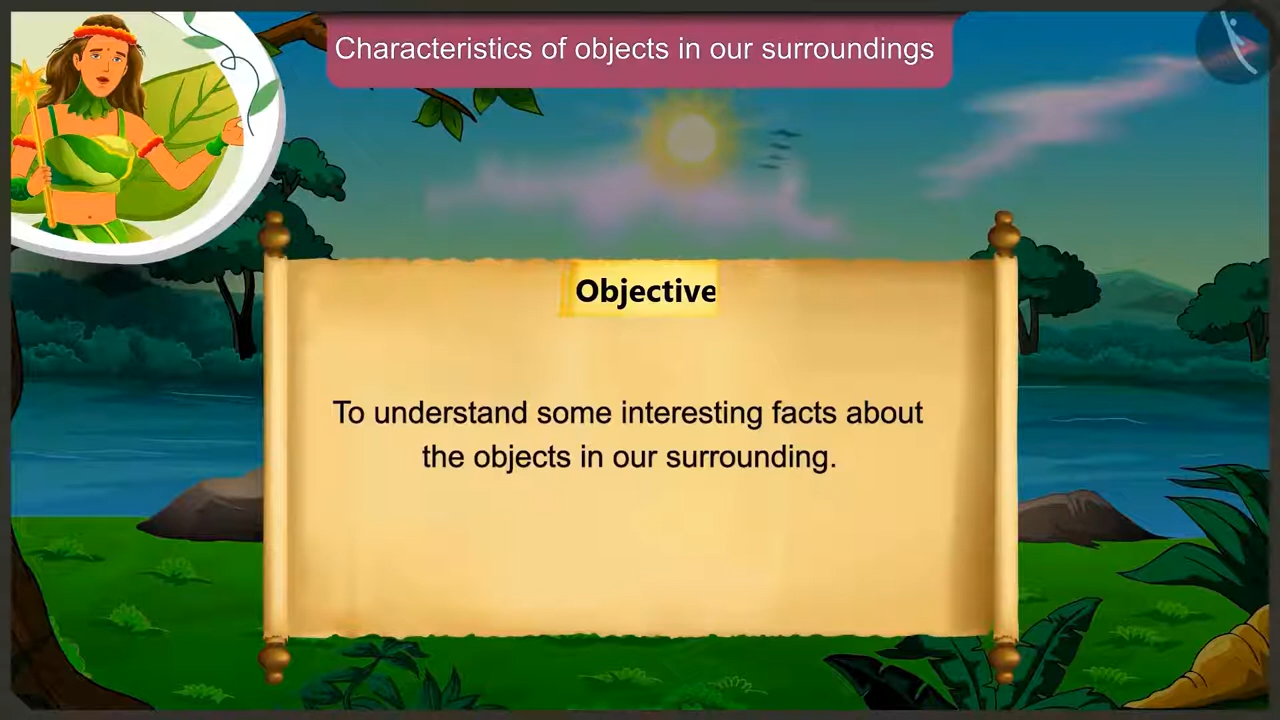 Characteristics of objects in our surroundings
Objective
To understand some interesting facts about
the objects in our surrounding.